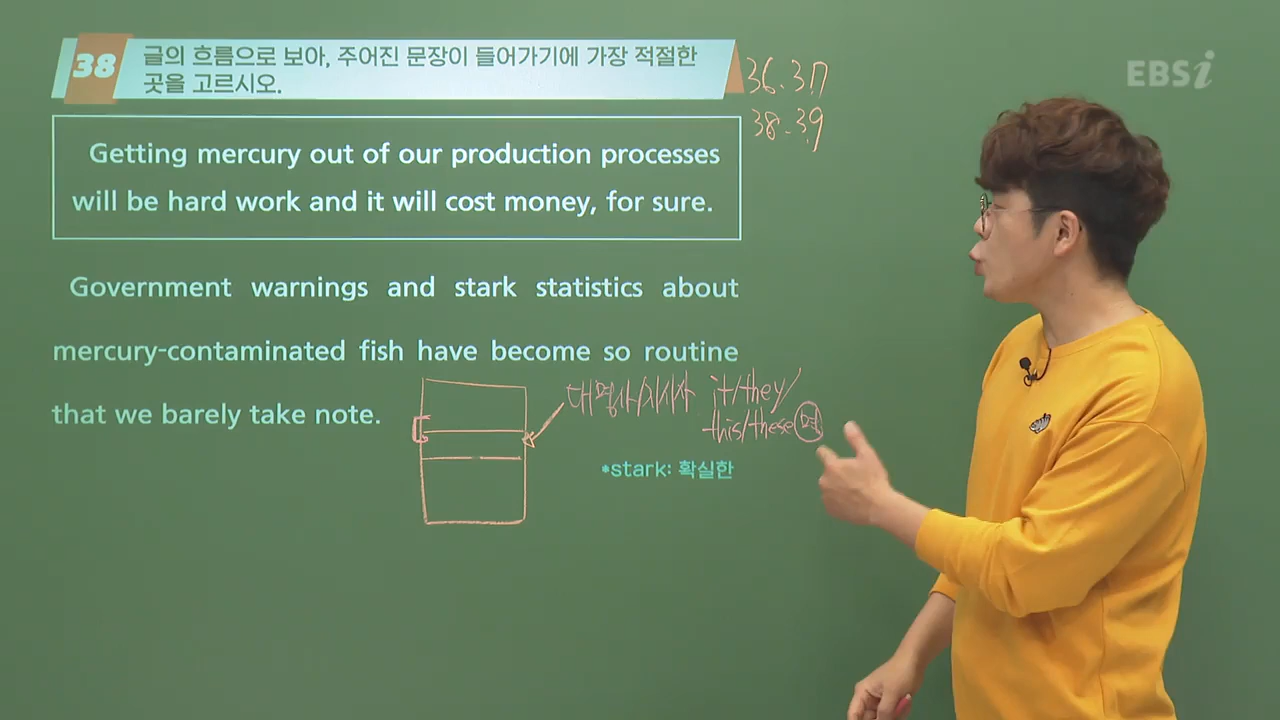 38
글의 흐름으로 보아, 주어진 문장이 들어가기에 가장 적절한
곳을 고르시오.
36. 37
38. 39
EBSi
Getting mercury out of our production processes
will be hard work and it will cost money, for sure.
Government warnings and stark statistics about
mercury-contaminated fish have become so routine
that we barely take note.
대명사/지시사 it/they/
this/these 명
*stark: 확실한